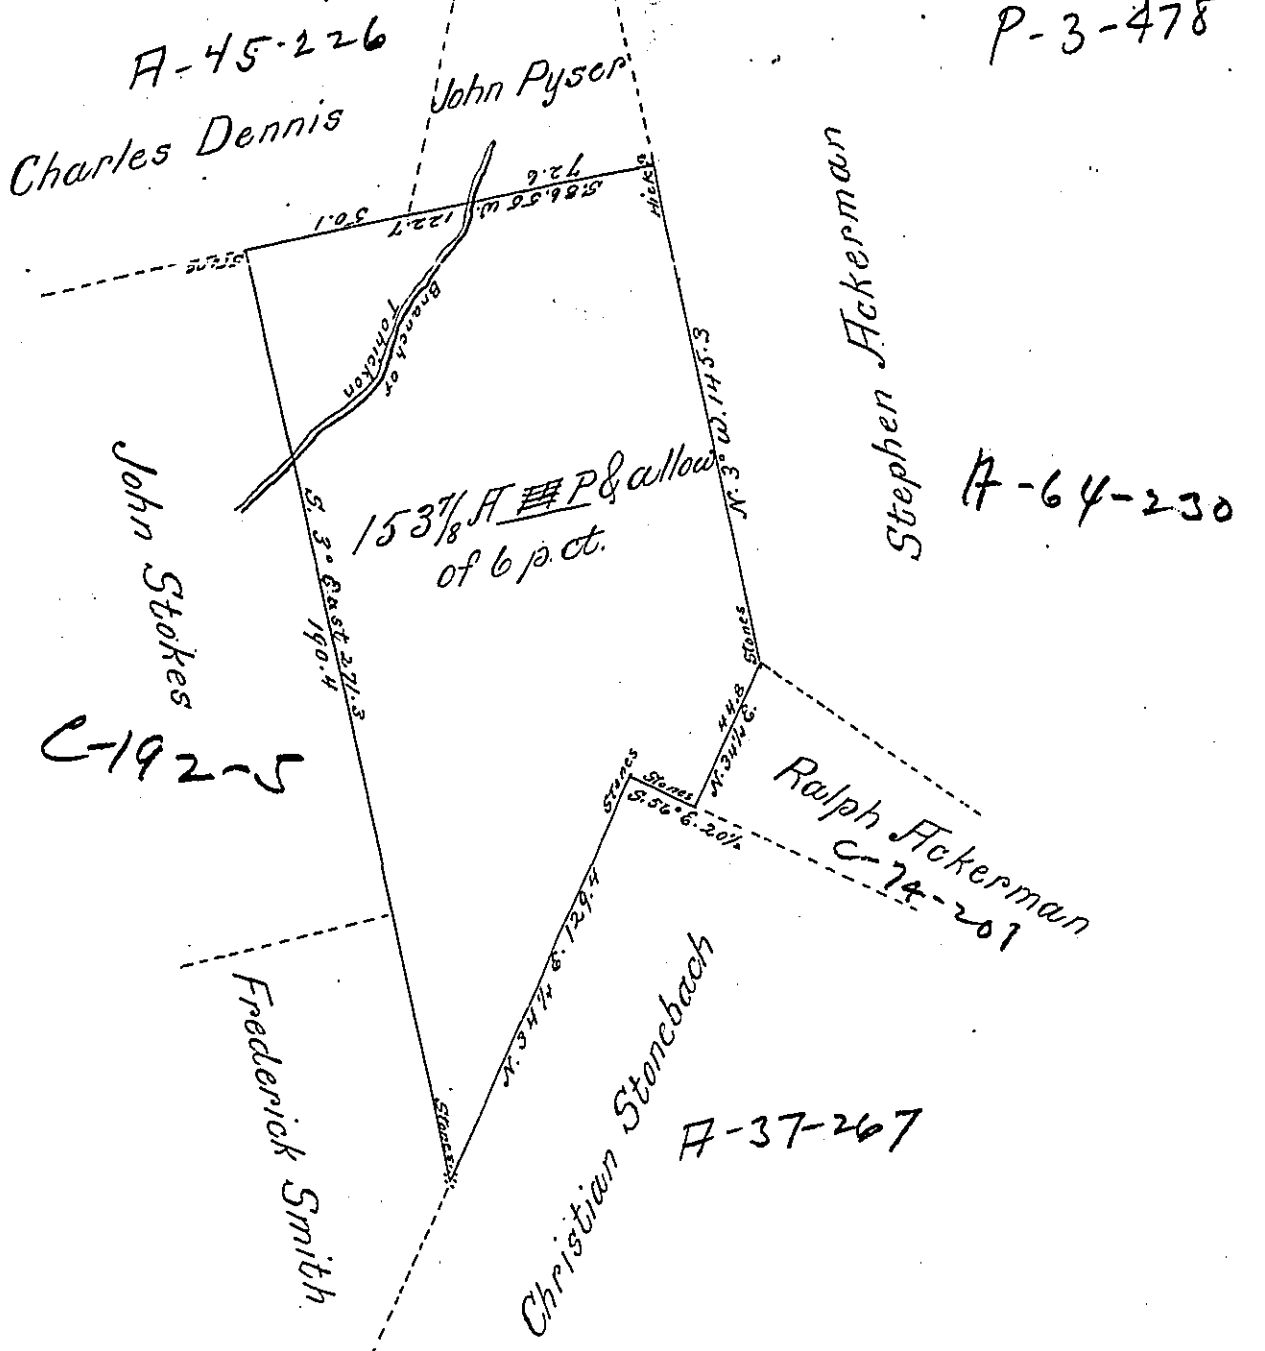 A-45-226
P-3-478
John Pyser
Charles Dennis
Stephen Ackerman
A-64-230
72.6
S.86.55 W. 122.7
50.1
Hick
Branch of
Tohickon
N. 3° W. 145.3
153 7/8 A P & allow
of 6 p.ct.
John Stokes
C-192-5
S. 3° East 271.3
190.4
Stones
44.8
N. 34 1/4 E.
Stones
Stones
S. 56° E. 20 1/2
Ralph Ackerman
C-74-207
N. 34 1/4 E. 129.4
Frederick Smith
Stones
Christian Stonebach
A-37-267